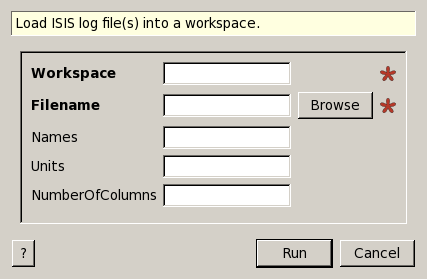 Load ISIS log file(s) into a workspace.
Workspace
Filename Browse
Names
Units
NumberOfColumns
? Run Cancel